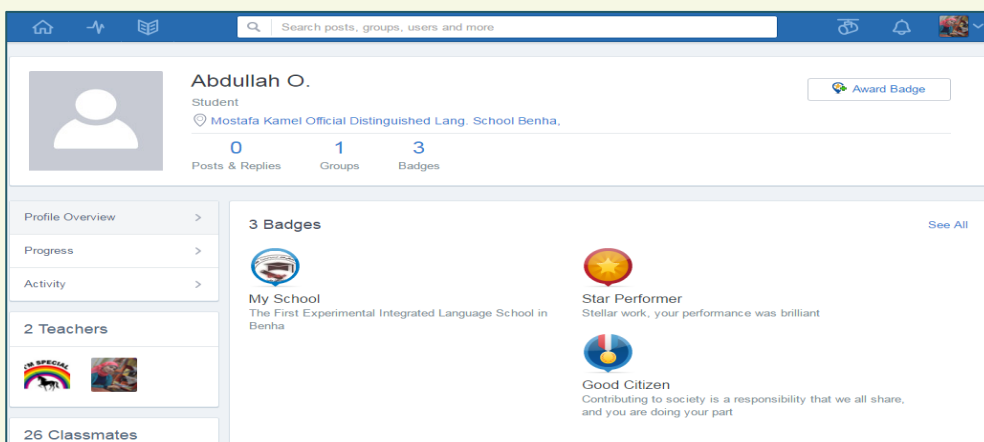 Search posts, groups, users and more
Abdullah O.
Student
Mostafa Kamel Official Distinguished Lang. School Benha,
Award Badge
0 1 3
Posts & Replies Groups Badges
Profile Overview
Progress
Activity
2 Teachers
I'M SPECIAL
26 Classmates
3 Badges
See All
My School
The First Experimental Integrated Language School in
Benha
Star Performer
Stellar work, your performance was brilliant
Good Citizen
Contributing to society is a responsibility that we all share,
and you are doing your part